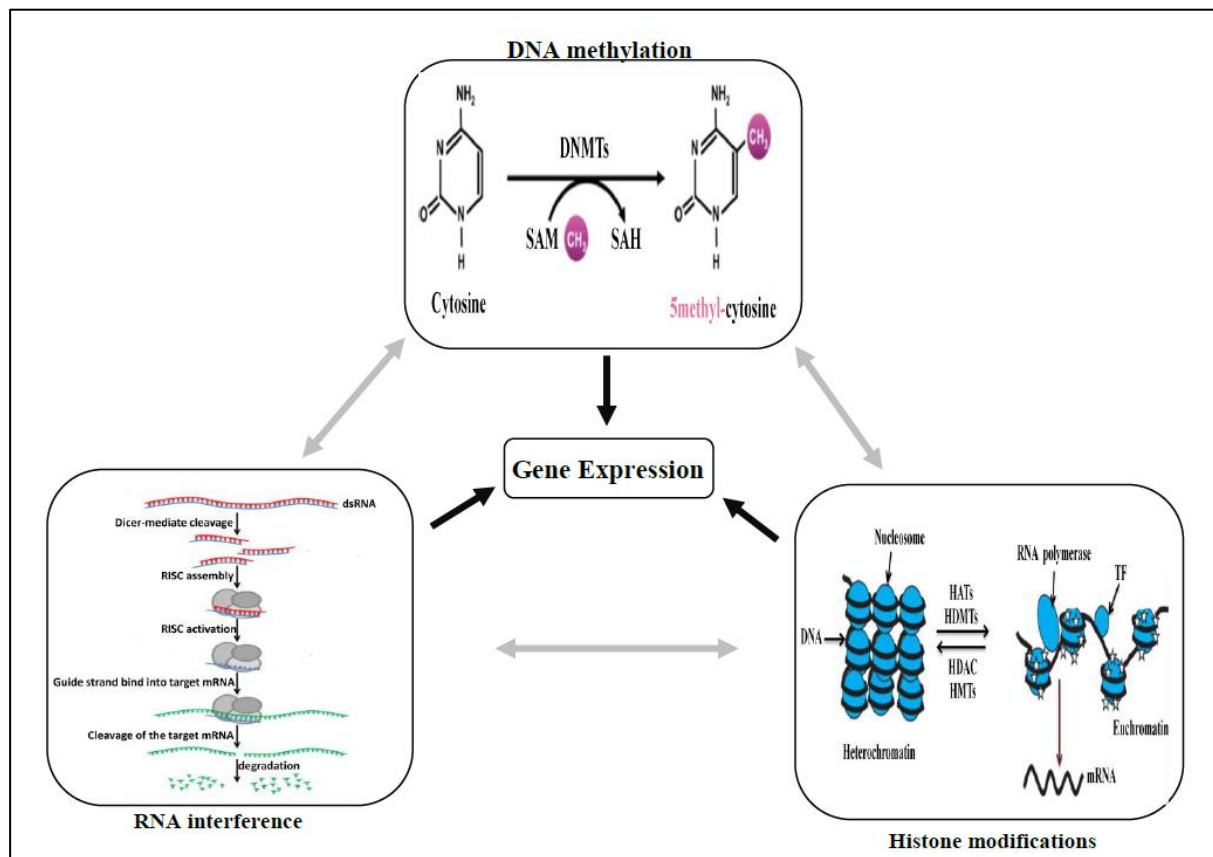 DNA methylation
NH₂
N
O
N
H
Cytosine
DNMTs
SAM
CH₃
SAH
NH₂
CH₃
N
O
N
H
5methyl-cytosine
Gene Expression
dsRNA
Dicer-mediate cleavage
RISC assembly
RISC activation
Guide strand bind into target mRNA
Cleavage of the target mRNA
degradation
RNA interference
Nucleosome
DNA
Heterochromatin
HATs
HDMTs
HDAC
HMTs
RNA polymerase
TF
Euchromatin
mRNA
Histone modifications